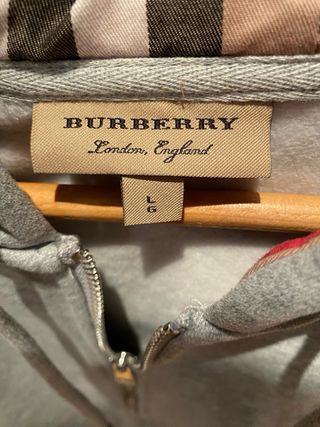 BURBERRY
London, England
L
G